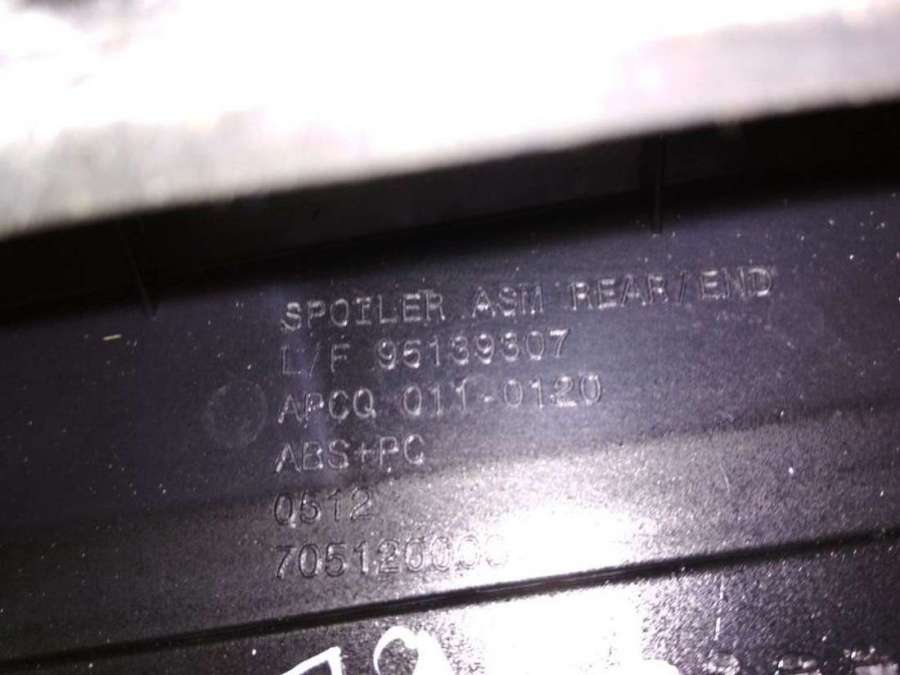 SPOILER ASM REAR/END
L/F 95139307
APCQ 011-0120
ABS+PC
0512